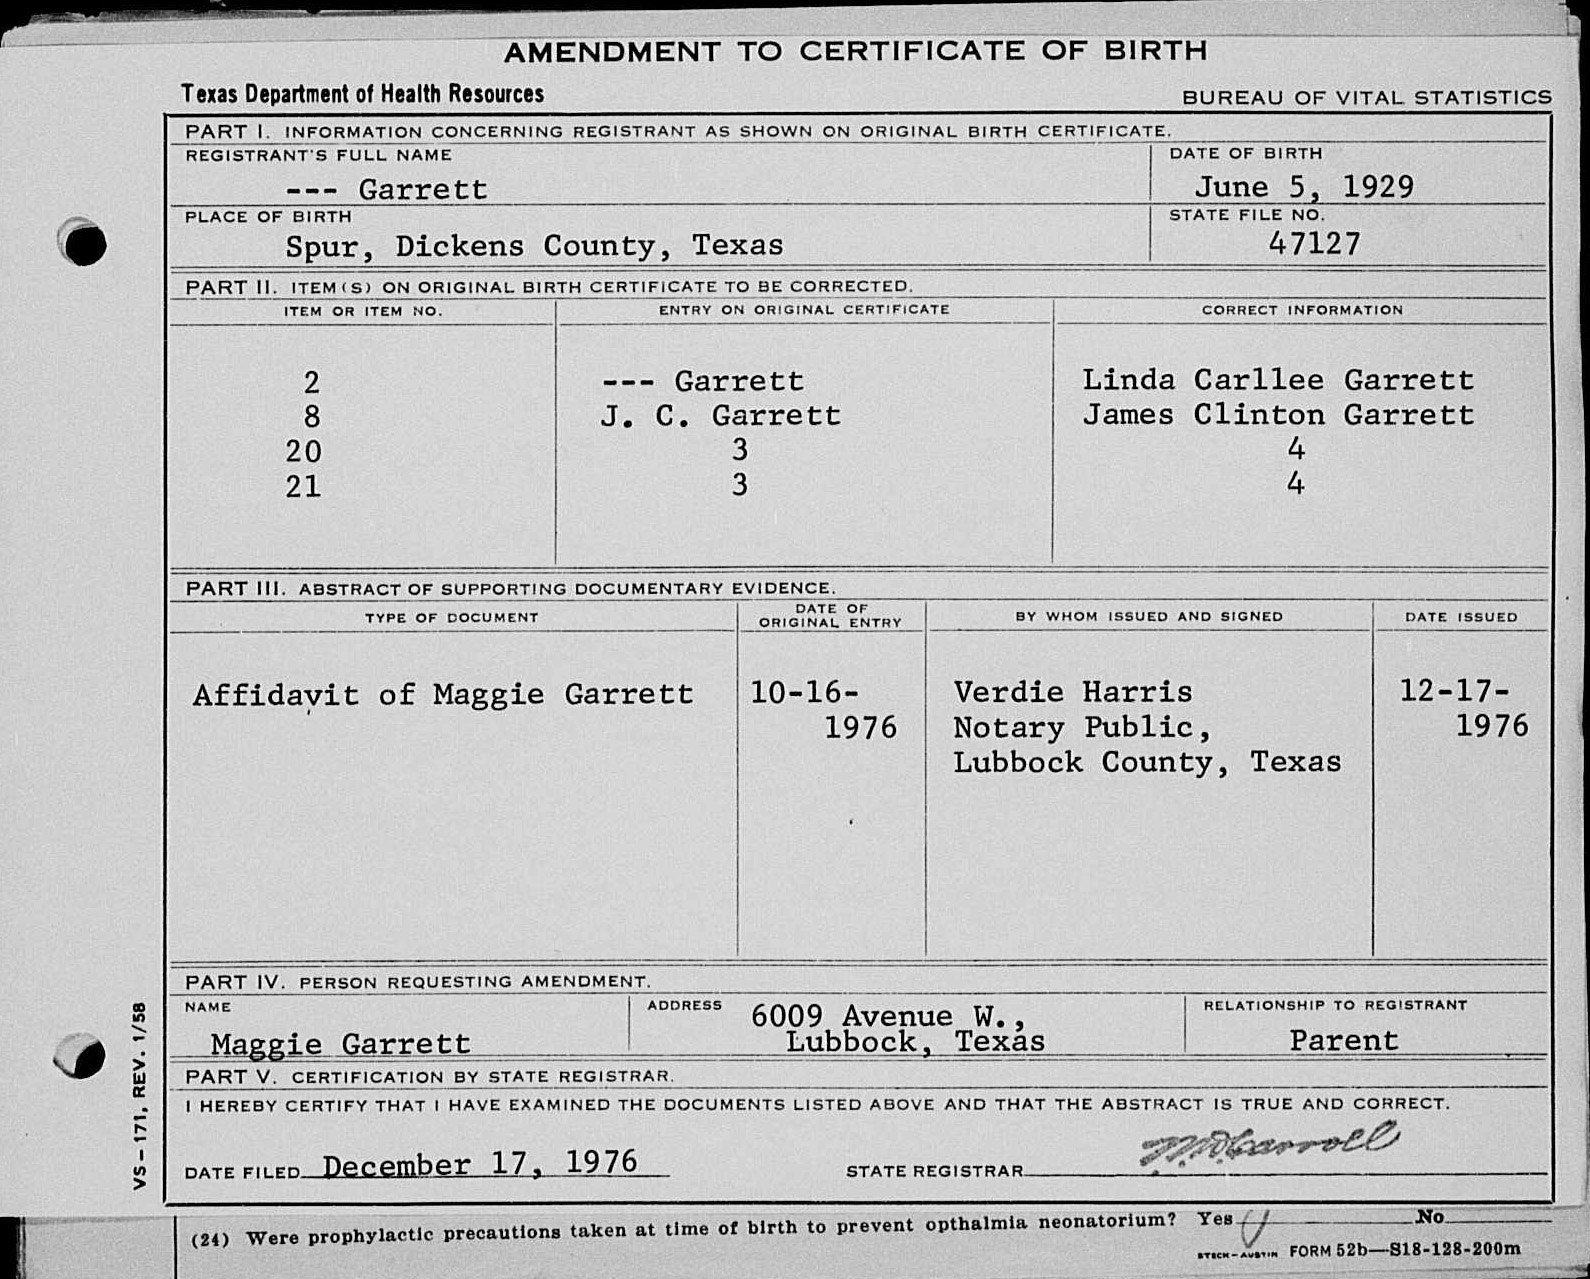 AMENDMENT TO CERTIFICATE OF BIRTH
Texas Department of Health Resources
BUREAU OF VITAL STATISTICS
PART I. INFORMATION CONCERNING REGISTRANT AS SHOWN ON ORIGINAL BIRTH CERTIFICATE.
REGISTRANT'S FULL NAME
DATE OF BIRTH
--- Garrett
June 5, 1929
PLACE OF BIRTH
STATE FILE NO.
Spur, Dickens County, Texas
47127
PART II. ITEM(S) ON ORIGINAL BIRTH CERTIFICATE TO BE CORRECTED.
ITEM OR ITEM NO. ENTRY ON ORIGINAL CERTIFICATE CORRECT INFORMATION
2 --- Garrett Linda Carllee Garrett
8 J. C. Garrett James Clinton Garrett
20 3 4
21 3 4
PART III. ABSTRACT OF SUPPORTING DOCUMENTARY EVIDENCE.
TYPE OF DOCUMENT
DATE OF
ORIGINAL ENTRY
BY WHOM ISSUED AND SIGNED
DATE ISSUED
Affidavit of Maggie Garrett
10-16-
1976
Verdie Harris
Notary Public,
Lubbock County, Texas
12-17-
1976
PART IV. PERSON REQUESTING AMENDMENT.
NAME
Maggie Garrett
ADDRESS 6009 Avenue W.,
Lubbock, Texas
RELATIONSHIP TO REGISTRANT
Parent
PART V. CERTIFICATION BY STATE REGISTRAR.
I HEREBY CERTIFY THAT I HAVE EXAMINED THE DOCUMENTS LISTED ABOVE AND THAT THE ABSTRACT IS TRUE AND CORRECT.
DATE FILED December 17, 1976
STATE REGISTRAR
VS-171, REV. 1/58
(24) Were prophylactic precautions taken at time of birth to prevent opthalmia neonatorium? Yes No
STECK-AUSTIN FORM 52b—S18-128-200m